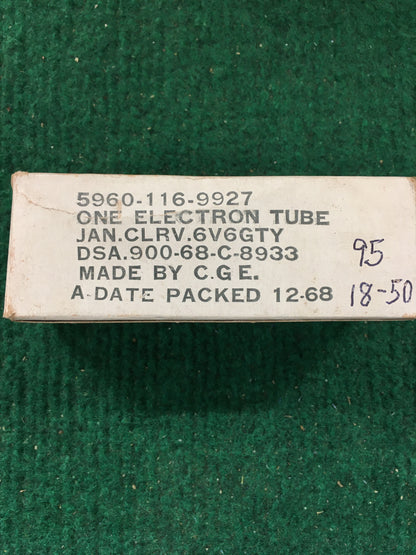 5960-116-9927
ONE ELECTRON TUBE
JAN.CLRV.6V6GTY
DSA.900-68-C-8933
MADE BY C.G E.
A-DATE PACKED 12-68
95
18-50